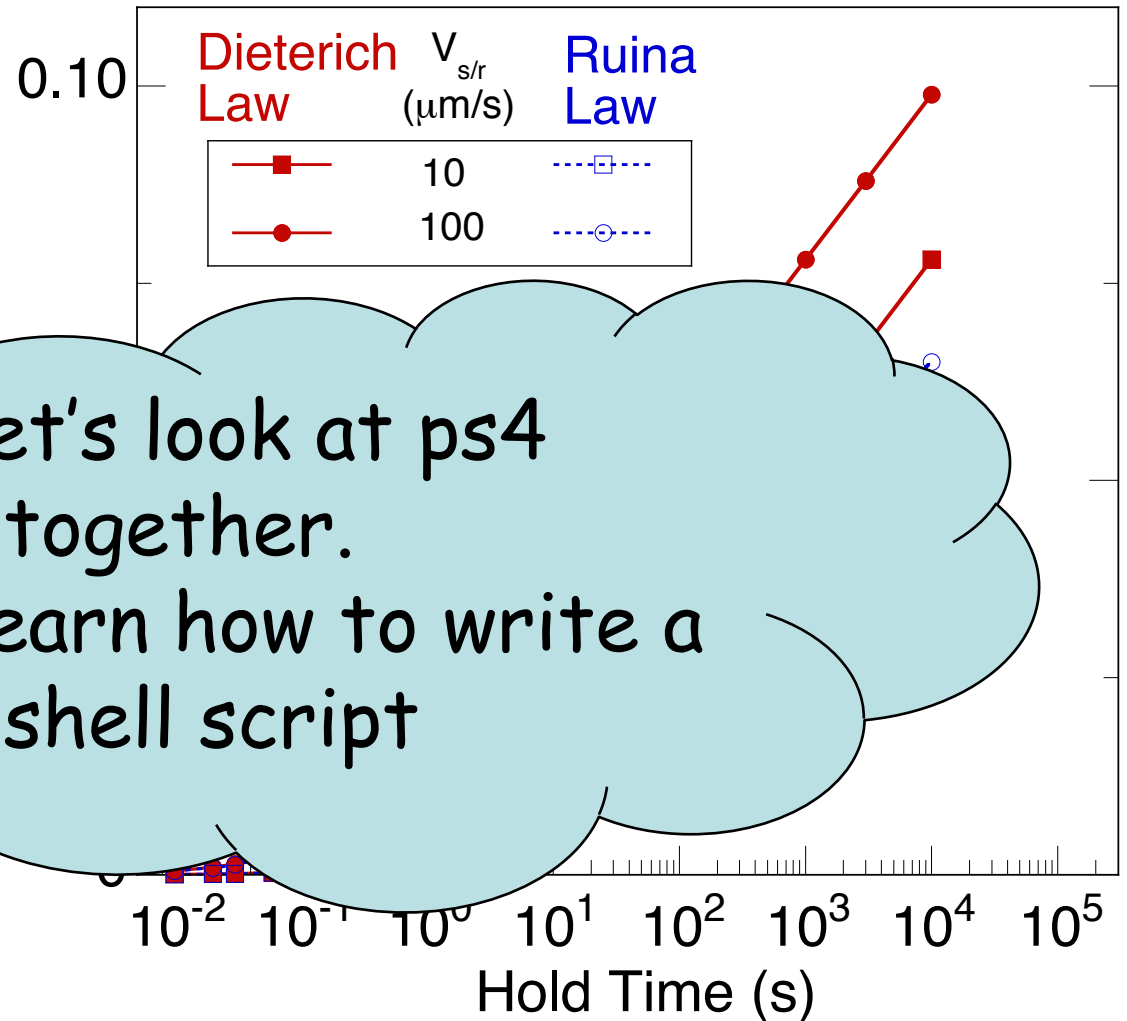 Dieterich Law
V_s/r (μm/s)
Ruina Law
0.10
10
100
et's look at ps4
together.
earn how to write a
shell script
0
10^-2 10^-1 10^0 10^1 10^2 10^3 10^4 10^5
Hold Time (s)